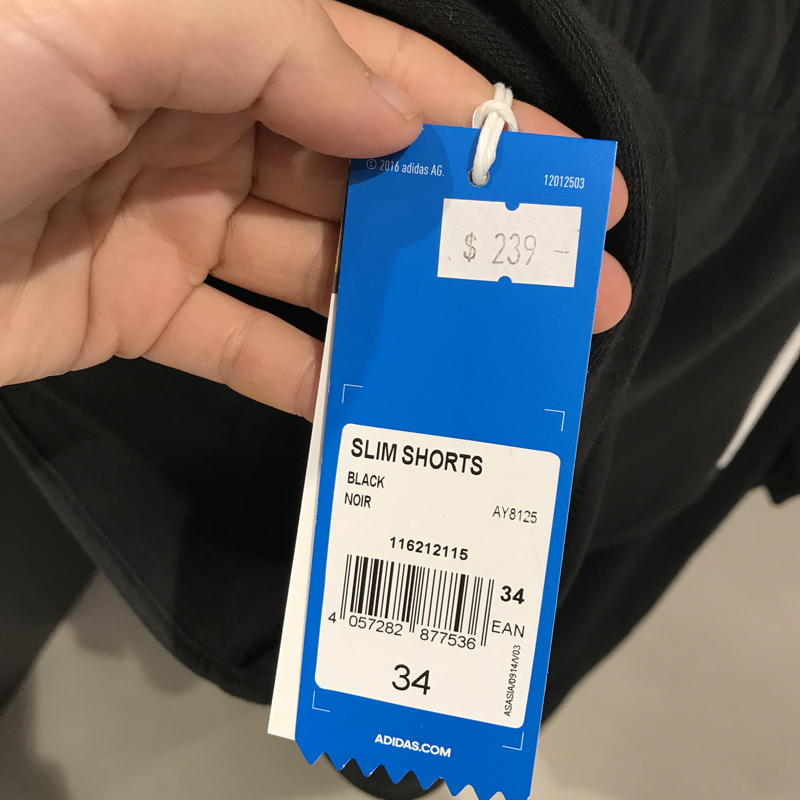 © 2016 adidas AG.
12012503
$ 239 –
SLIM SHORTS
BLACK
NOIR
AY8125
116212115
34
4 057282 877536 EAN
34
ASASIA/0914/V03
ADIDAS.COM